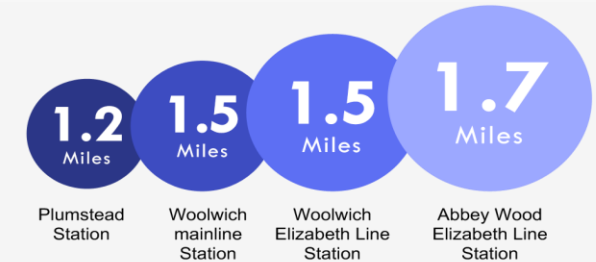 1.2
Miles
1.5
Miles
1.5
Miles
1.7
Miles
Plumstead
Station
Woolwich
mainline
Station
Woolwich
Elizabeth Line
Station
Abbey Wood
Elizabeth Line
Station